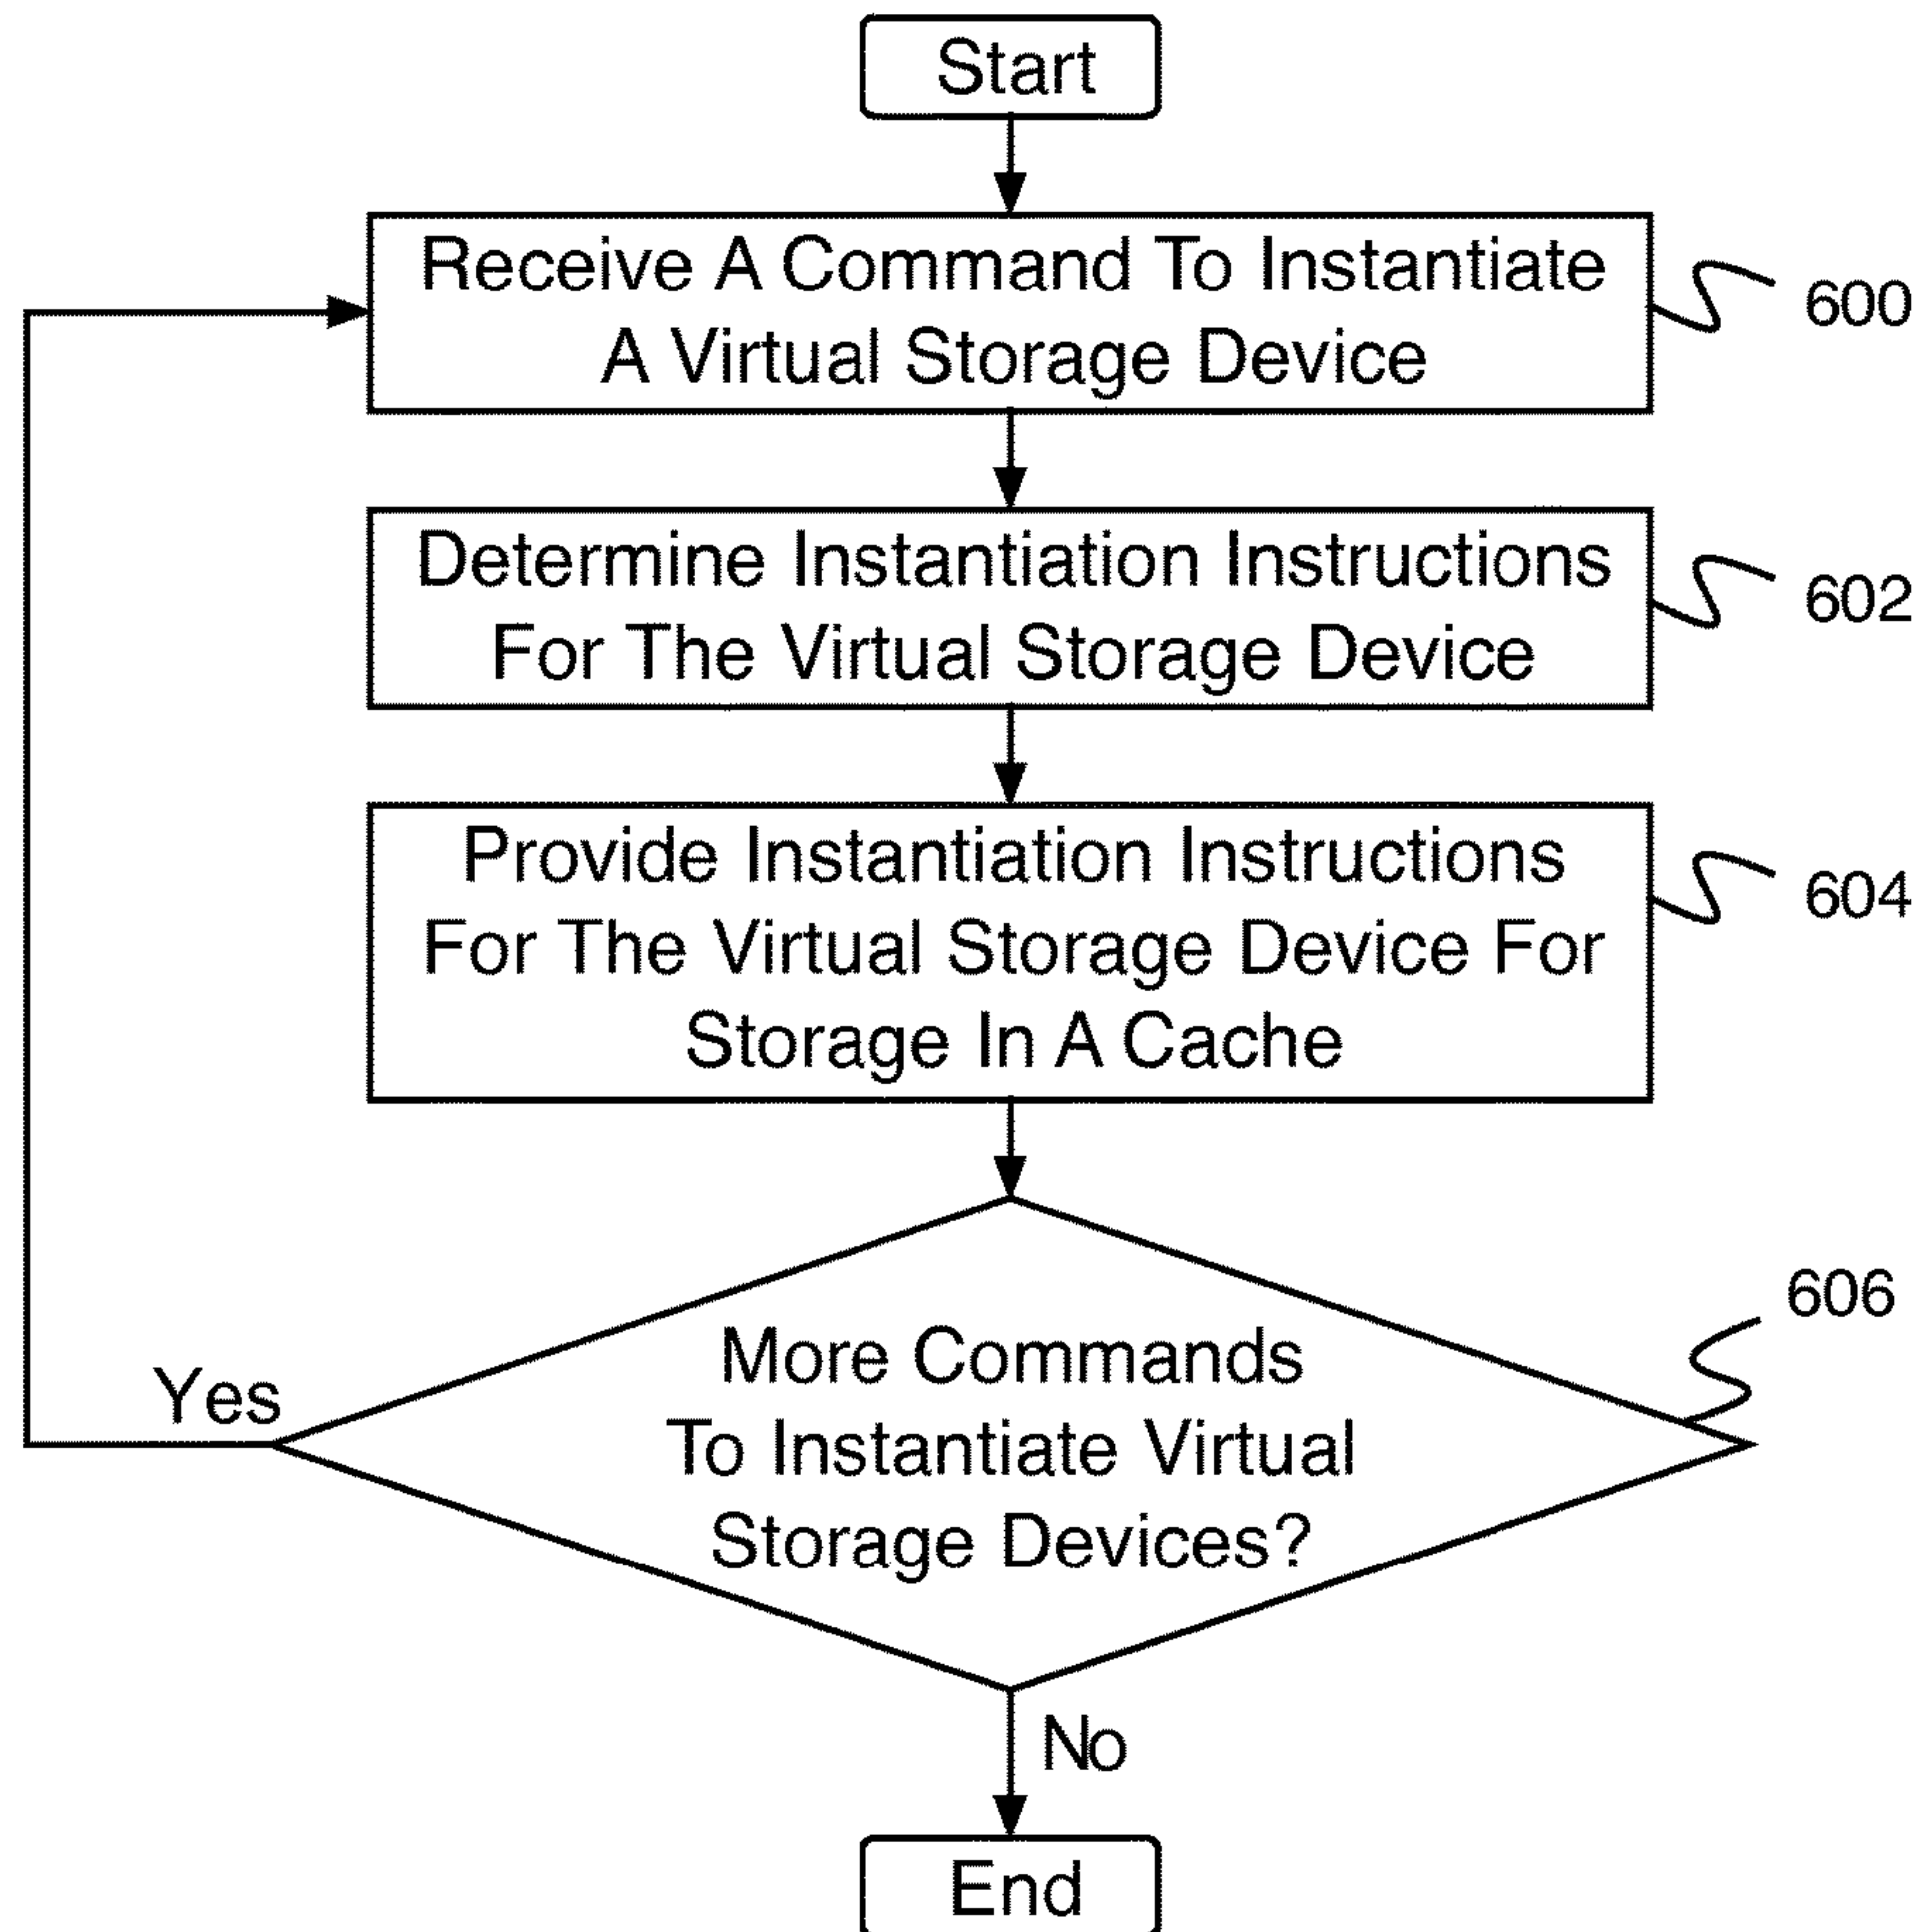 Start
Receive A Command To Instantiate
A Virtual Storage Device
600
Determine Instantiation Instructions
For The Virtual Storage Device
602
Provide Instantiation Instructions
For The Virtual Storage Device For
Storage In A Cache
604
606
More Commands
To Instantiate Virtual
Storage Devices?
Yes
No
End